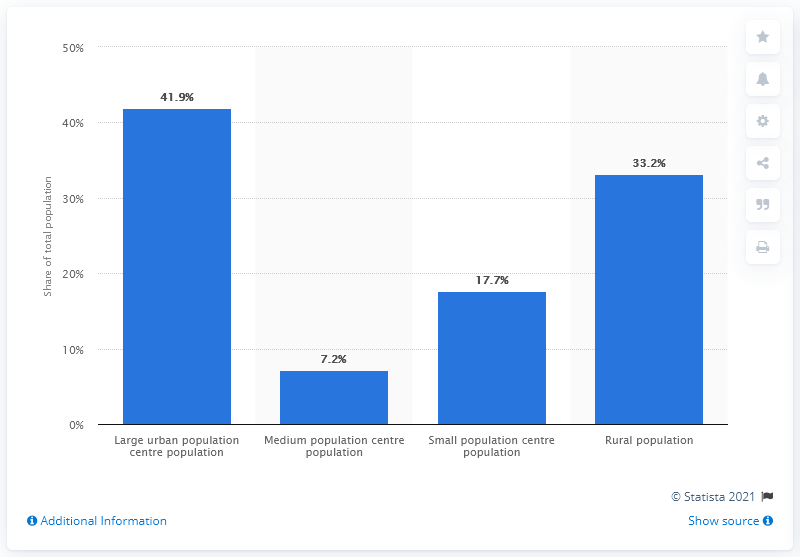 50%
40%
30%
20%
10%
0%
Share of total population
41.9%
7.2%
17.7%
33.2%
Large urban population
centre population
Medium population centre
population
Small population centre
population
Rural population
© Statista 2021
Additional Information
Show source